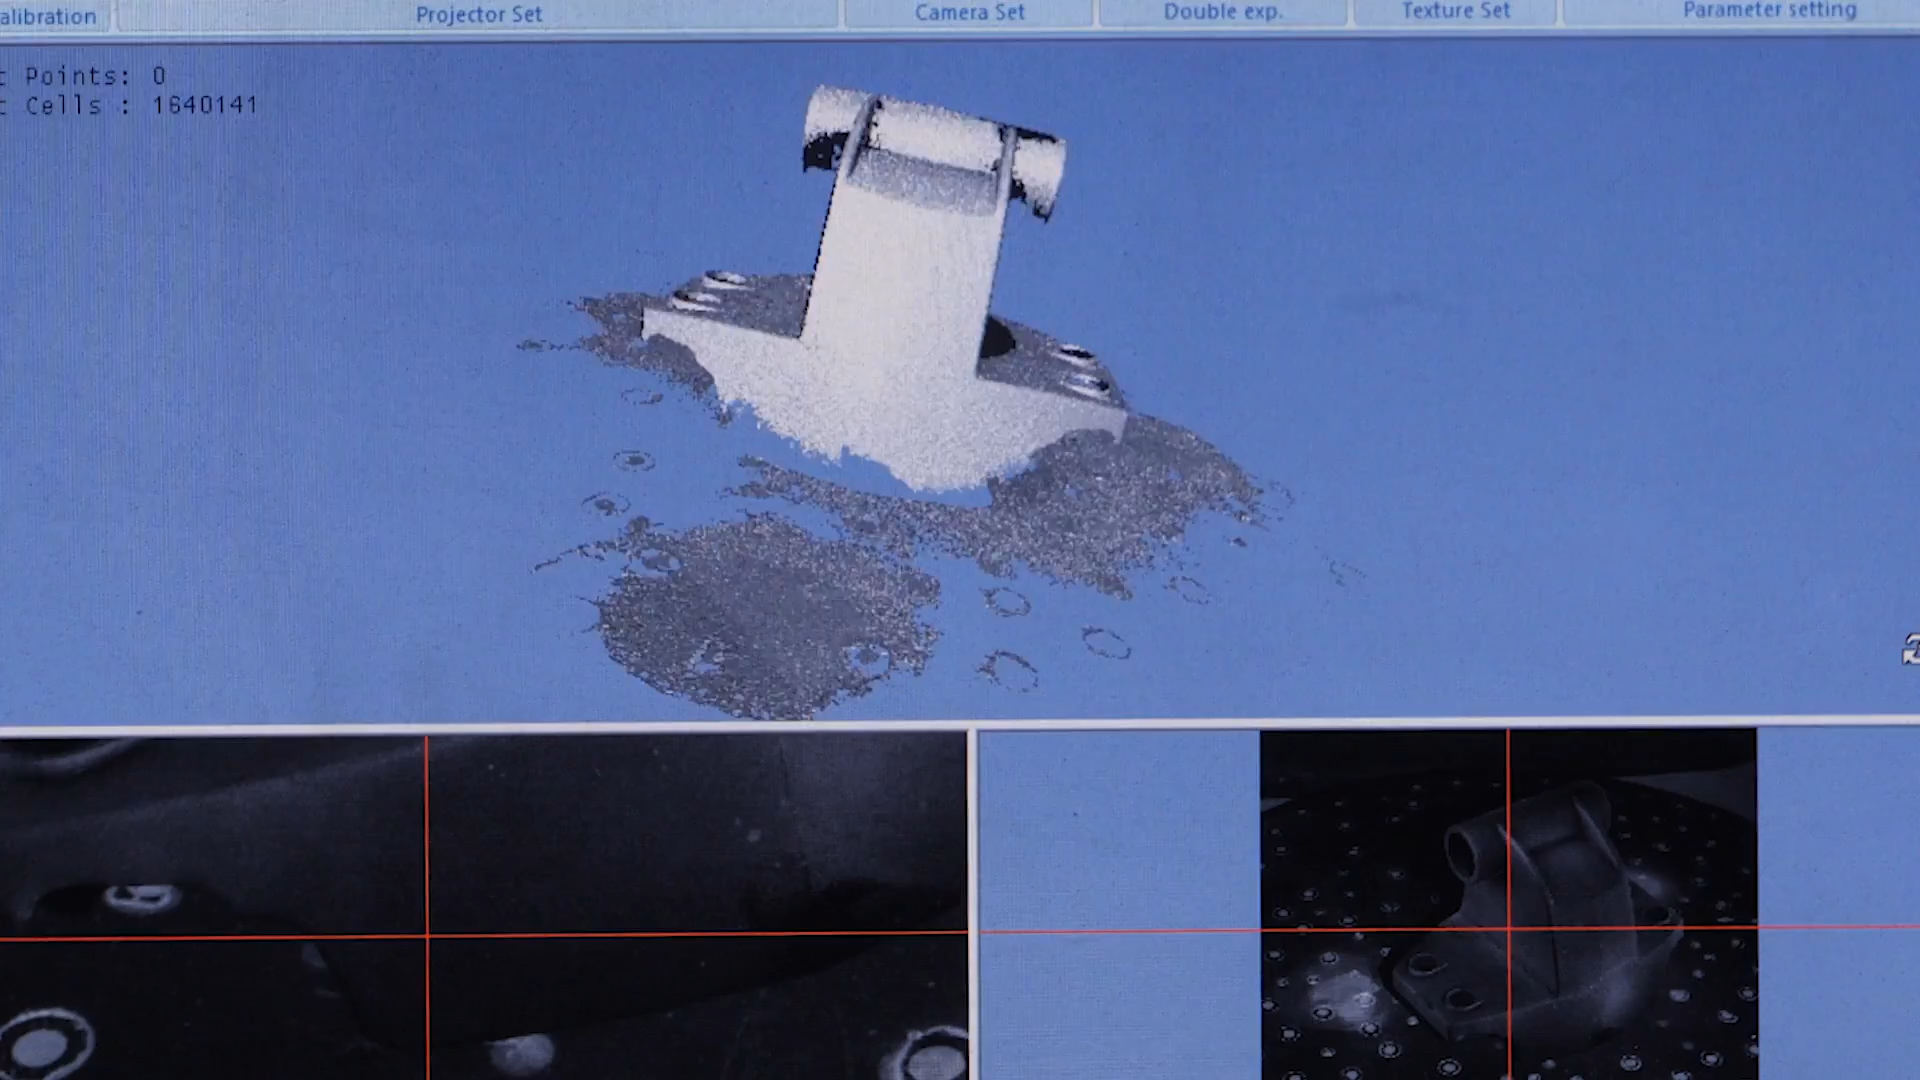 alibration Projector Set Camera Set Double exp. Texture Set Parameter setting
t Points: 0
t Cells : 1640141